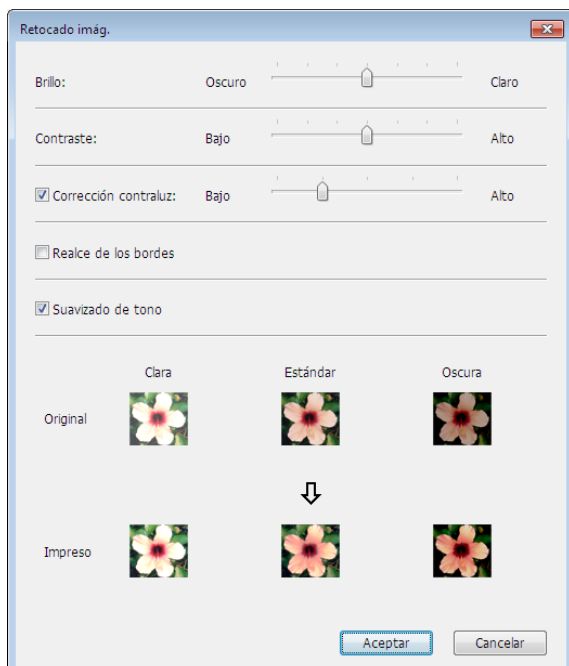 Retocado imág.
Brillo: Oscuro Claro
Contraste: Bajo Alto
Corrección contraluz: Bajo Alto
Realce de los bordes
Suavizado de tono
Clara Estándar Oscura
Original
Impreso
Aceptar Cancelar